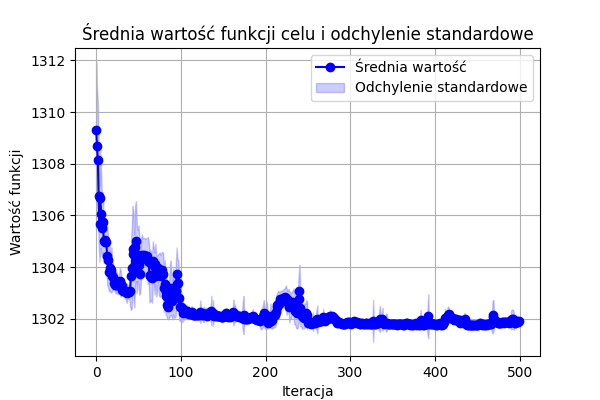 Średnia wartość funkcji celu i odchylenie standardowe
1312
1310
1308
1306
1304
1302
Wartość funkcji
Średnia wartość
Odchylenie standardowe
0 100 200 300 400 500
Iteracja